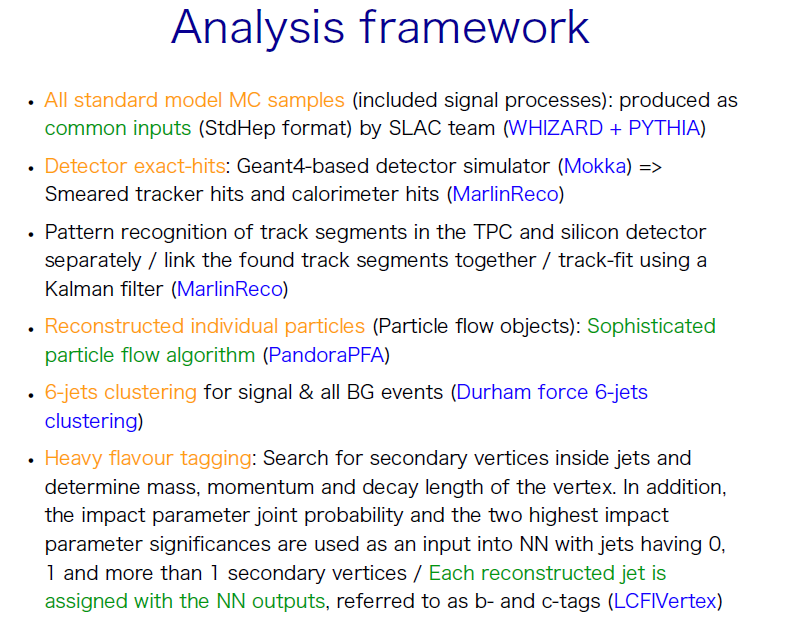 Analysis framework
• All standard model MC samples (included signal processes): produced as
common inputs (StdHep format) by SLAC team (WHIZARD + PYTHIA)
• Detector exact-hits: Geant4-based detector simulator (Mokka) =>
Smeared tracker hits and calorimeter hits (MarlinReco)
• Pattern recognition of track segments in the TPC and silicon detector
separately / link the found track segments together / track-fit using a
Kalman filter (MarlinReco)
• Reconstructed individual particles (Particle flow objects): Sophisticated
particle flow algorithm (PandoraPFA)
• 6-jets clustering for signal & all BG events (Durham force 6-jets
clustering)
• Heavy flavour tagging: Search for secondary vertices inside jets and
determine mass, momentum and decay length of the vertex. In addition,
the impact parameter joint probability and the two highest impact
parameter significances are used as an input into NN with jets having 0,
1 and more than 1 secondary vertices / Each reconstructed jet is
assigned with the NN outputs, referred to as b- and c-tags (LCFIVertex)